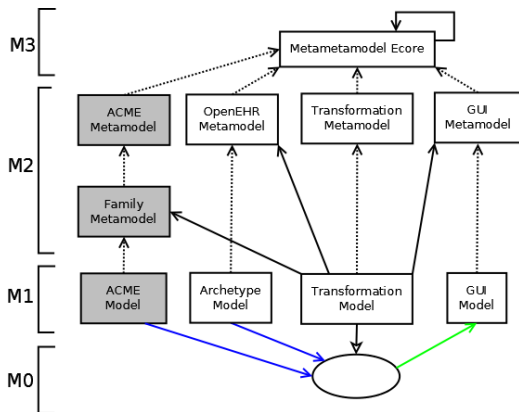 M3
Metametamodel Ecore
M2
ACME
Metamodel
OpenEHR
Metamodel
Transformation
Metamodel
GUI
Metamodel
Family
Metamodel
M1
ACME
Model
Archetype
Model
Transformation
Model
GUI
Model
M0